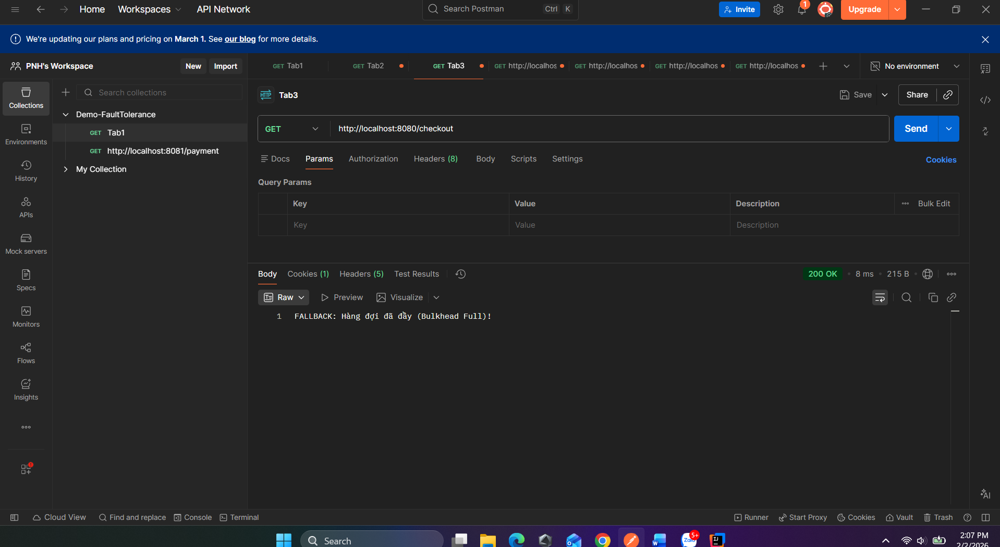 Home
Workspaces
API Network
Search Postman
Ctrl K
Invite
1
Upgrade
We're updating our plans and pricing on March 1. See our blog for more details.
PNH's Workspace
New
Import
GET Tab1
GET Tab2
GET Tab3
GET http://localhos
GET http://localhos
GET http://localhos
GET http://localhos
No environment
Collections
Environments
History
APIs
Mock servers
Specs
Monitors
Flows
Insights
Search collections
Demo-FaultTolerance
GET Tab1
GET http://localhost:8081/payment
My Collection
HTTP Tab3
Save
Share
GET
http://localhost:8080/checkout
Send
Docs
Params
Authorization
Headers (8)
Body
Scripts
Settings
Cookies
Query Params
Key Value Description
Bulk Edit
Key Value Description
Body
Cookies (1)
Headers (5)
Test Results
200 OK
8 ms
215 B
Raw
Preview
Visualize
1 FALLBACK: Hàng đợi đã đầy (Bulkhead Full)!
AI
Cloud View
Find and replace
Console
Terminal
Runner
Start Proxy
Cookies
Vault
Trash
Search
W
Zalo
5+
IJ
2:07 PM
2/2/2026